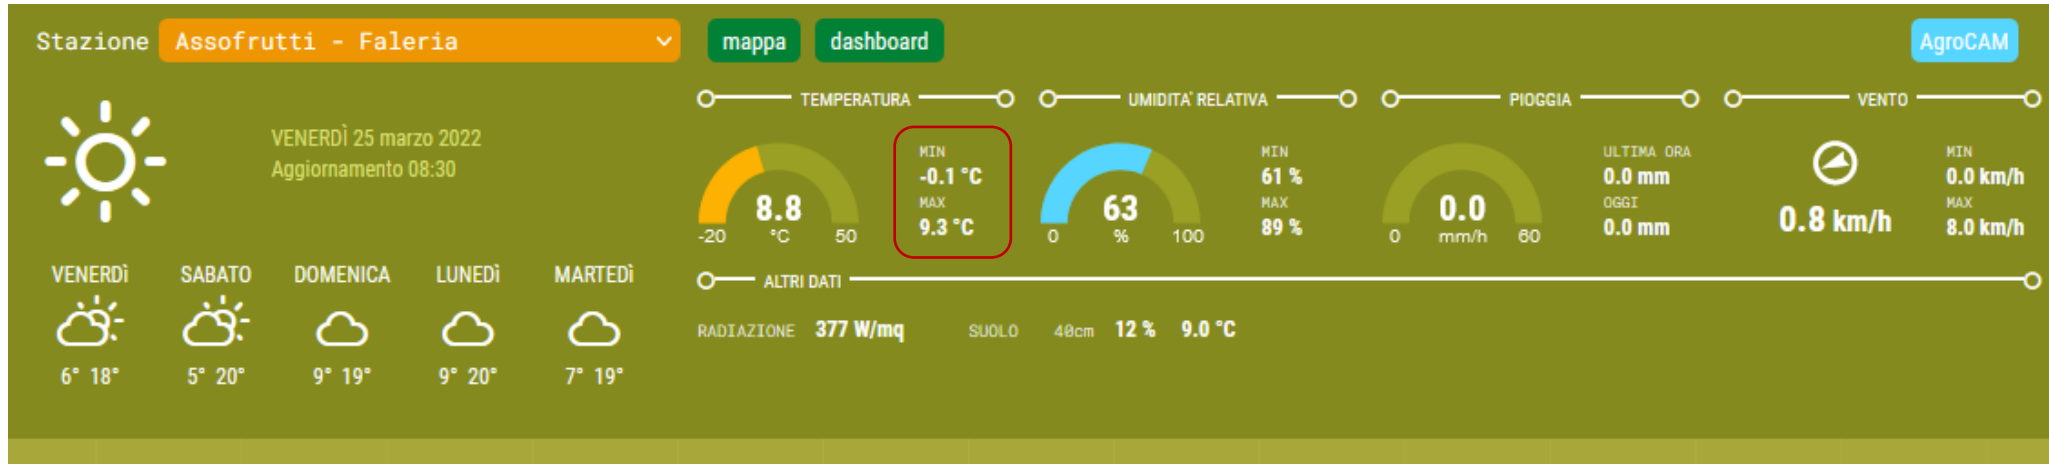 Stazione Assofrutti - Faleria mappa dashboard AgroCAM
VENERDÌ 25 marzo 2022
Aggiornamento 08:30
VENERDÌ SABATO DOMENICA LUNEDÌ MARTEDÌ
6° 18° 5° 20° 9° 19° 9° 20° 7° 19°
TEMPERATURA
8.8
-20 °C 50
MIN
-0.1 °C
MAX
9.3 °C
UMIDITA' RELATIVA
63
0 % 100
MIN
61 %
MAX
89 %
PIOGGIA
0.0
0 mm/h 60
ULTIMA ORA
0.0 mm
OGGI
0.0 mm
VENTO
0.8 km/h
MIN
0.0 km/h
MAX
8.0 km/h
ALTRI DATI
RADIAZIONE 377 W/mq SUOLO 40cm 12 % 9.0 °C